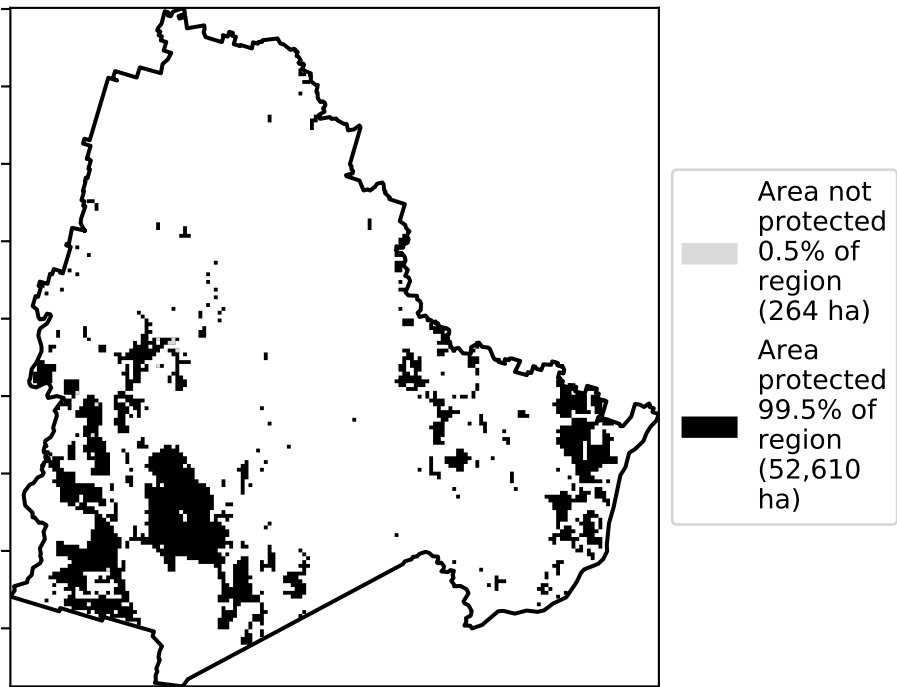 Area not
protected
0.5% of
region
(264 ha)
Area
protected
99.5% of
region
(52,610
ha)